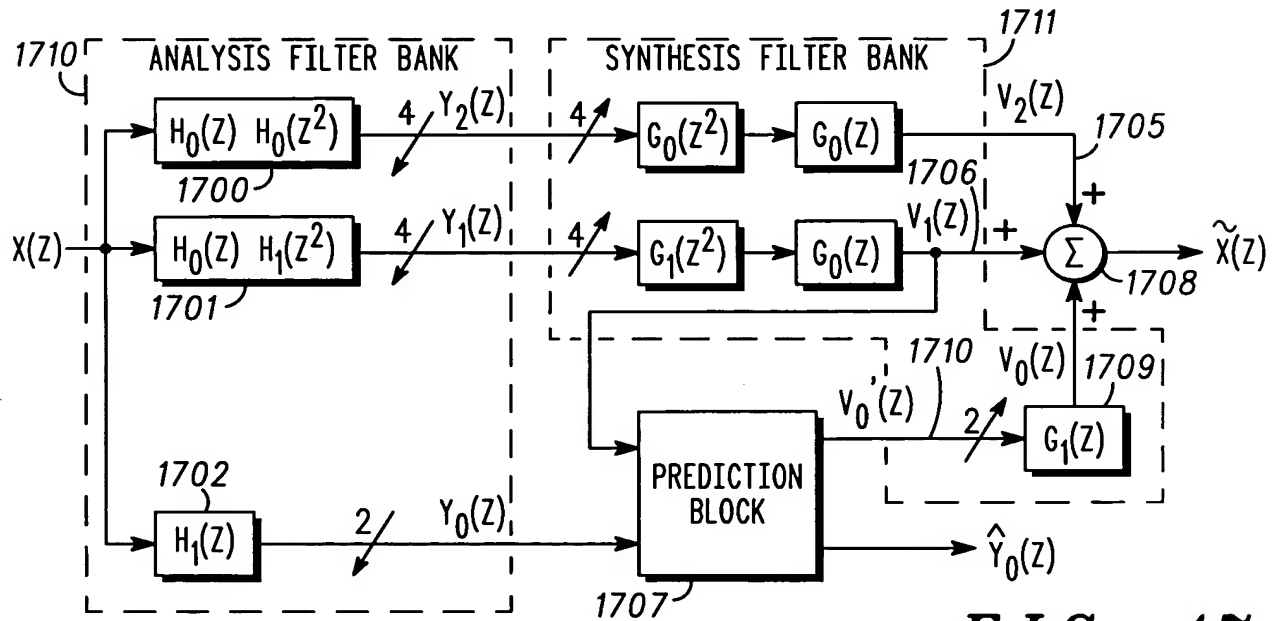 1710
ANALYSIS FILTER BANK
SYNTHESIS FILTER BANK
1711
H₀(Z) H₀(Z²)
1700
4
Y₂(Z)
4
G₀(Z²)
G₀(Z)
V₂(Z)
1705
+
X(Z)
H₀(Z) H₁(Z²)
1701
4
Y₁(Z)
4
G₁(Z²)
G₀(Z)
V₁(Z)
1706
+
Σ
1708
X̃(Z)
+
V₀(Z)
1709
G₁(Z)
1710
V₀'(Z)
2
PREDICTION
BLOCK
1707
Ŷ₀(Z)
1702
H₁(Z)
2
Y₀(Z)